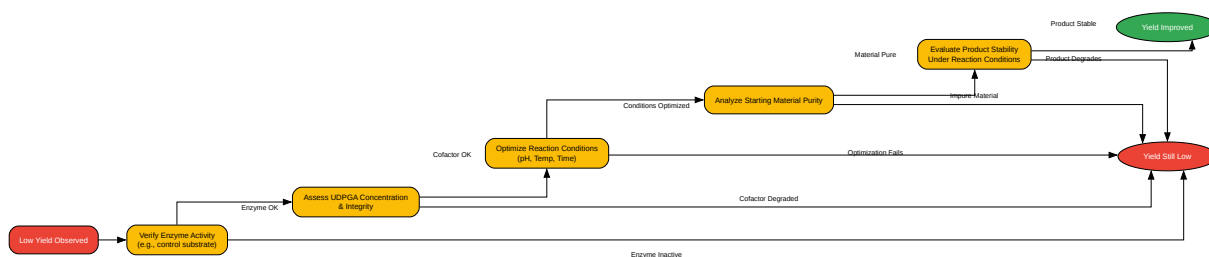 Product Stable
Yield Improved
Material Pure
Evaluate Product Stability
Under Reaction Conditions
Product Degrades
Conditions Optimized
Analyze Starting Material Purity
Impure Material
Cofactor OK
Optimize Reaction Conditions
(pH, Temp, Time)
Optimization Fails
Yield Still Low
Enzyme OK
Assess UDPGA Concentration
& Integrity
Cofactor Degraded
Low Yield Observed
Verify Enzyme Activity
(e.g., control substrate)
Enzyme Inactive